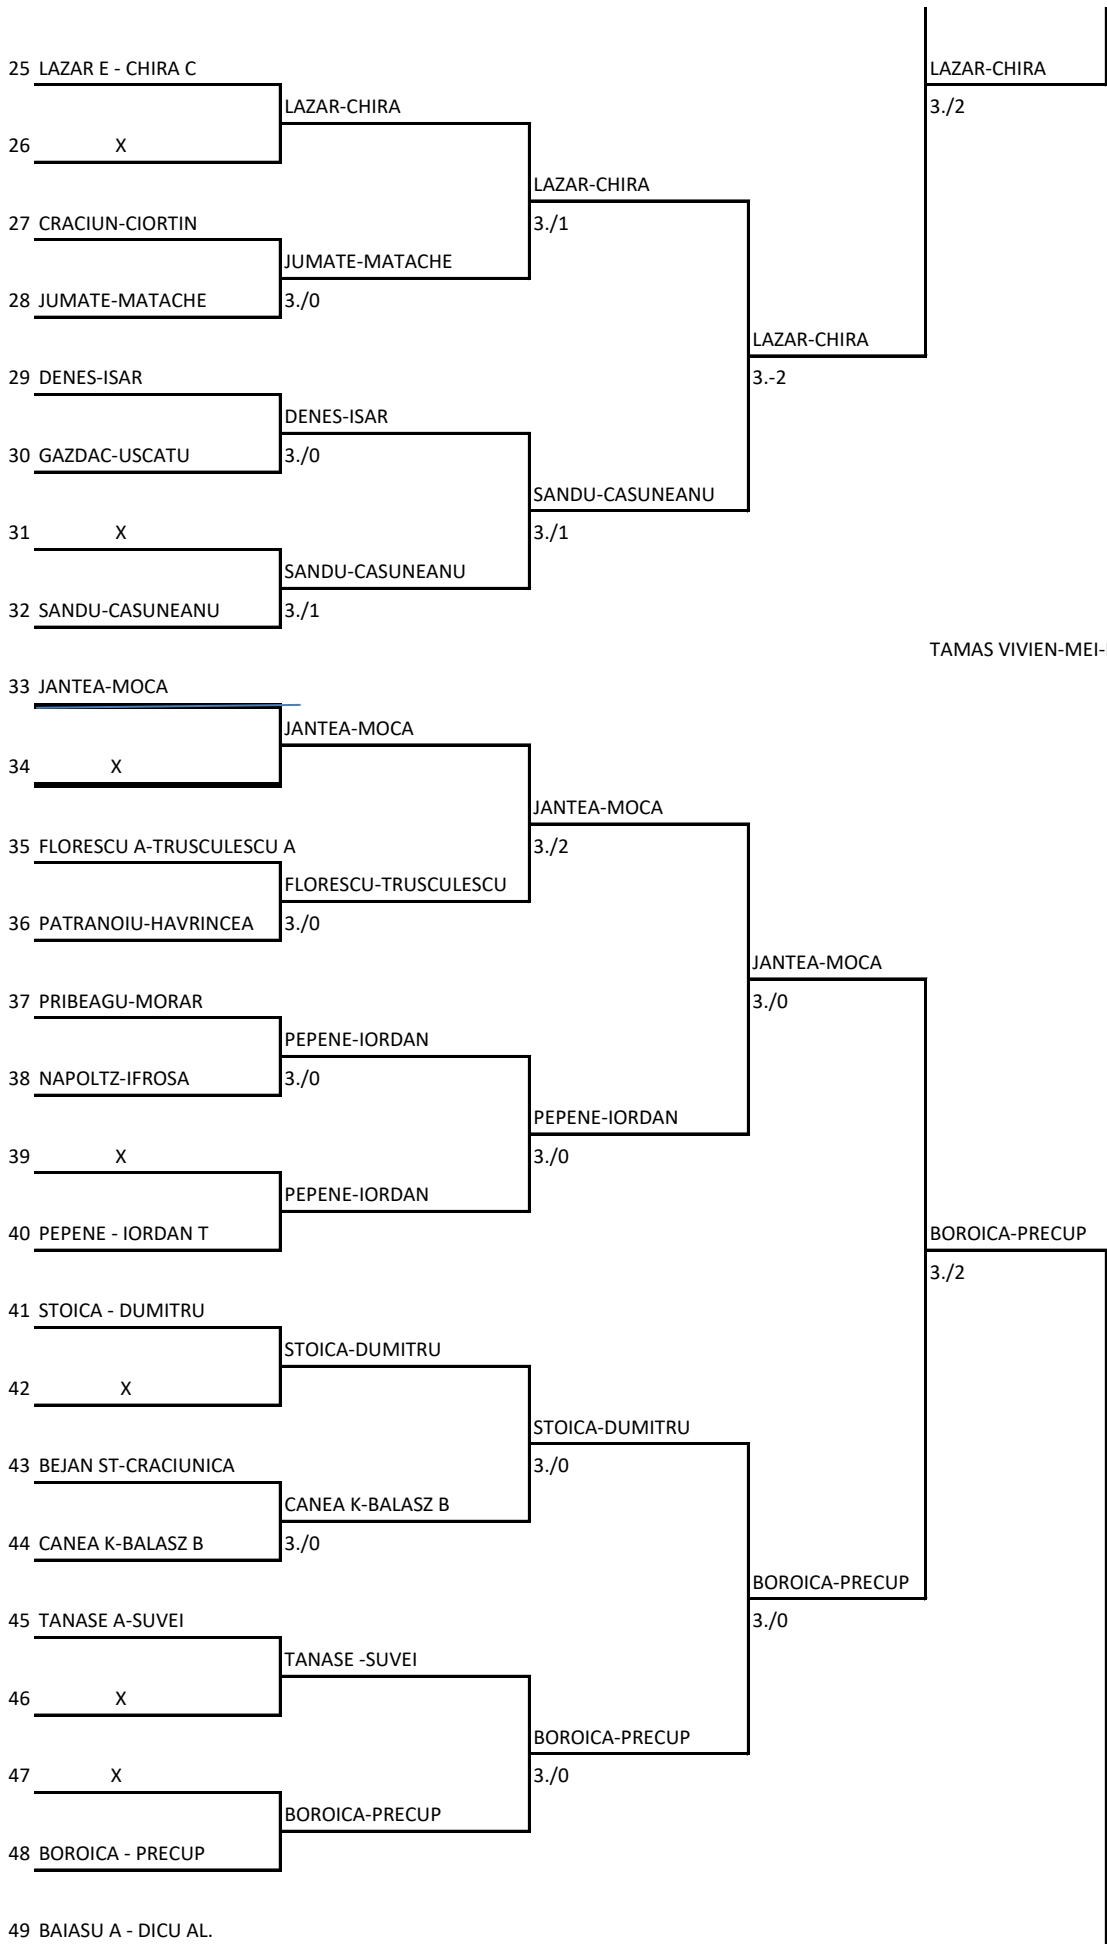 25 LAZAR E - CHIRA C
LAZAR-CHIRA
LAZAR-CHIRA
3./2
26 X
LAZAR-CHIRA
27 CRACIUN-CIORTIN
3./1
JUMATE-MATACHE
28 JUMATE-MATACHE
3./0
LAZAR-CHIRA
29 DENES-ISAR
3.-2
DENES-ISAR
30 GAZDAC-USCATU
3./0
SANDU-CASUNEANU
31 X
3./1
SANDU-CASUNEANU
32 SANDU-CASUNEANU
3./1
TAMAS VIVIEN-MEI-
33 JANTEA-MOCA
JANTEA-MOCA
34 X
JANTEA-MOCA
35 FLORESCU A-TRUSCULESCU A
3./2
FLORESCU-TRUSCULESCU
36 PATRANOIU-HAVRINCEA
3./0
JANTEA-MOCA
37 PRIBEAGU-MORAR
3./0
PEPENE-IORDAN
38 NAPOLTZ-IFROSA
3./0
PEPENE-IORDAN
39 X
3./0
PEPENE-IORDAN
40 PEPENE - IORDAN T
BOROICA-PRECUP
3./2
41 STOICA - DUMITRU
STOICA-DUMITRU
42 X
STOICA-DUMITRU
43 BEJAN ST-CRACIUNICA
3./0
CANEA K-BALASZ B
44 CANEA K-BALASZ B
3./0
BOROICA-PRECUP
45 TANASE A-SUVEI
3./0
TANASE -SUVEI
46 X
BOROICA-PRECUP
47 X
3./0
BOROICA-PRECUP
48 BOROICA - PRECUP
49 BAIASU A - DICU AL.